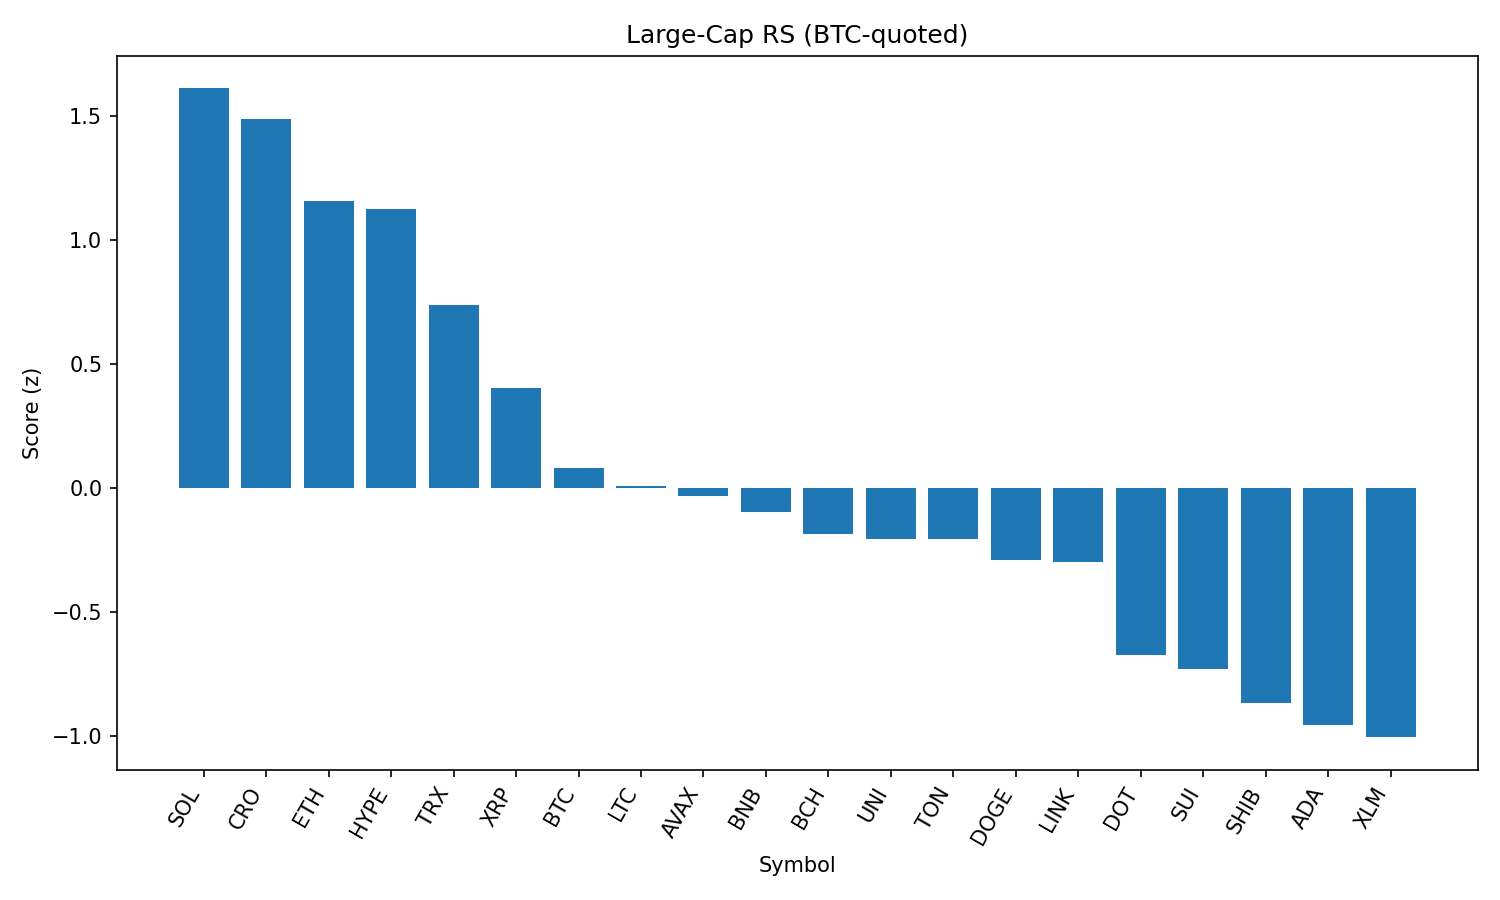 Large-Cap RS (BTC-quoted)
Score (z)
1.5
1.0
0.5
0.0
−0.5
−1.0
SOL
CRO
ETH
HYPE
TRX
XRP
BTC
LTC
AVAX
BNB
BCH
UNI
TON
DOGE
LINK
DOT
SUI
SHIB
ADA
XLM
Symbol